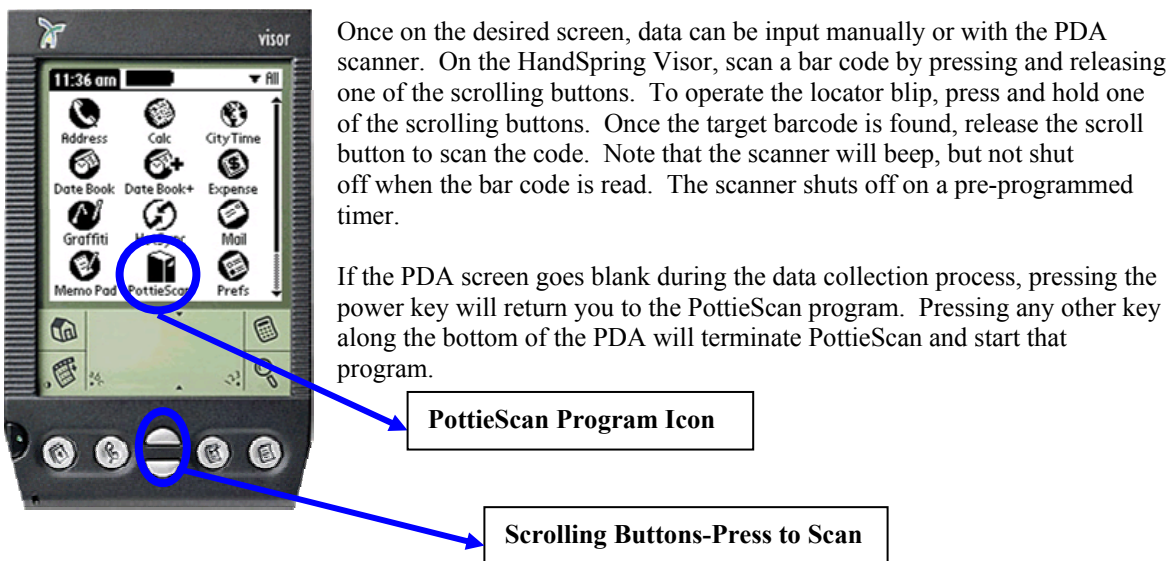 visor
11:36 am
All
Address Calc CityTime
Date Book Date Book+ Expense
Graffiti HotSync Mail
Memo Pad PottieScan Prefs
Once on the desired screen, data can be input manually or with the PDA
scanner. On the HandSpring Visor, scan a bar code by pressing and releasing
one of the scrolling buttons. To operate the locator blip, press and hold one
of the scrolling buttons. Once the target barcode is found, release the scroll
button to scan the code. Note that the scanner will beep, but not shut
off when the bar code is read. The scanner shuts off on a pre-programmed
timer.
If the PDA screen goes blank during the data collection process, pressing the
power key will return you to the PottieScan program. Pressing any other key
along the bottom of the PDA will terminate PottieScan and start that
program.
PottieScan Program Icon
Scrolling Buttons-Press to Scan